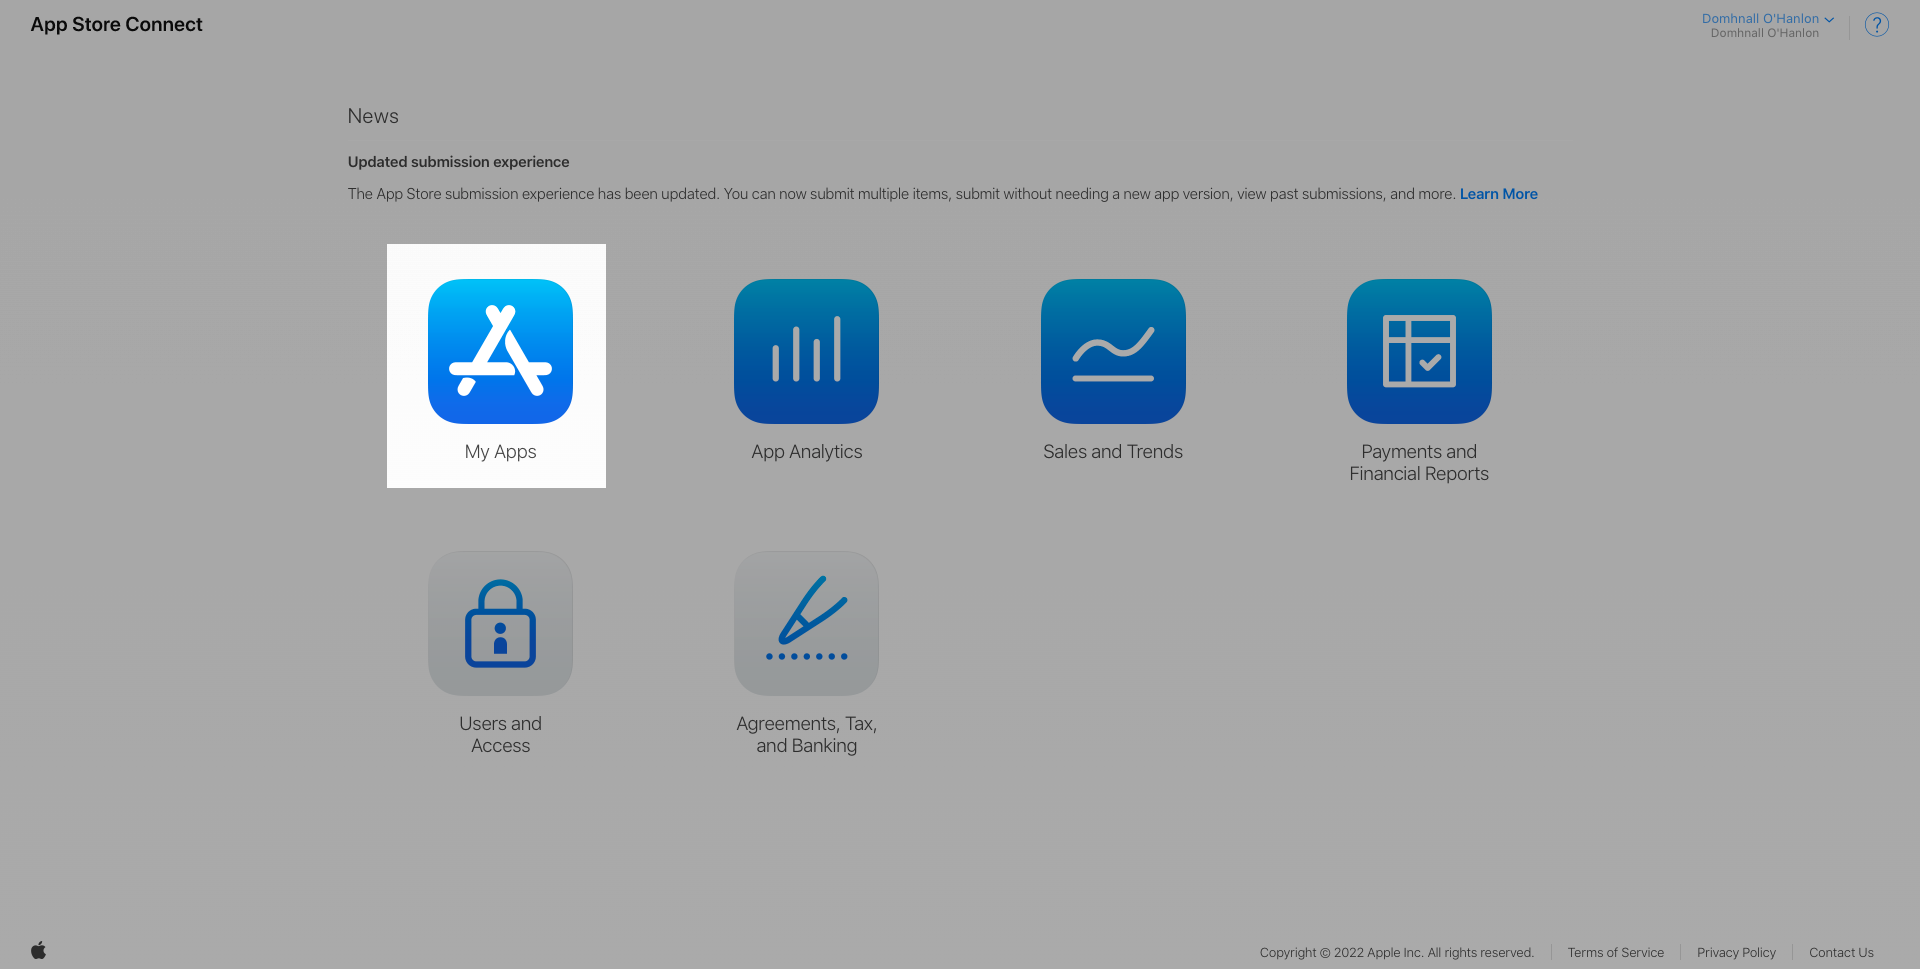 App Store Connect
Domhnall O'Hanlon
Domhnall O'Hanlon
?
News
Updated submission experience
The App Store submission experience has been updated. You can now submit multiple items, submit without needing a new app version, view past submissions, and more. Learn More
My Apps
App Analytics
Sales and Trends
Payments and
Financial Reports
Users and
Access
Agreements, Tax,
and Banking
Copyright © 2022 Apple Inc. All rights reserved.
Terms of Service
Privacy Policy
Contact Us